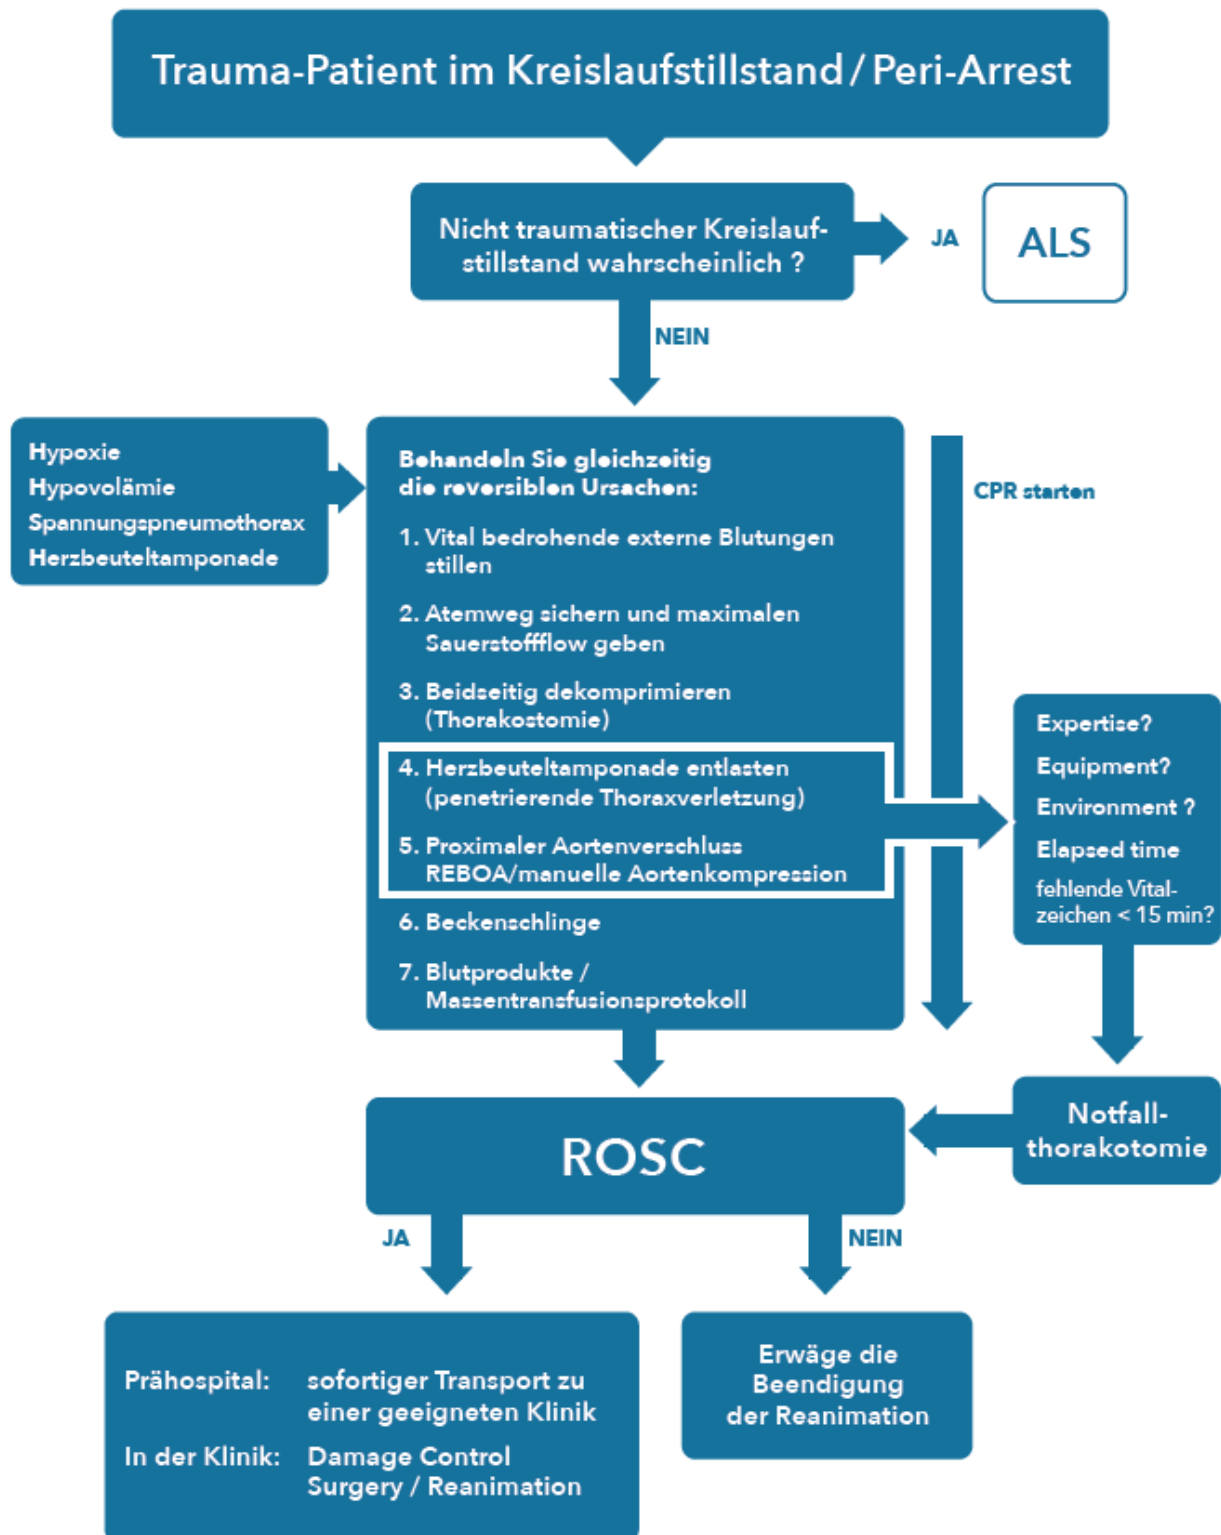 Trauma-Patient im Kreislaufstillstand / Peri-Arrest
Nicht traumatischer Kreislauf-
stillstand wahrscheinlich ?
JA
ALS
NEIN
Hypoxie
Hypovolämie
Spannungspneumothorax
Herzbeuteltamponade
Behandeln Sie gleichzeitig
die reversiblen Ursachen:
1. Vital bedrohende externe Blutungen
stillen
2. Atemweg sichern und maximalen
Sauerstoffflow geben
3. Beidseitig dekomprimieren
(Thorakostomie)
4. Herzbeuteltamponade entlasten
(penetrierende Thoraxverletzung)
5. Proximaler Aortenverschluss
REBOA/manuelle Aortenkompression
6. Beckenschlinge
7. Blutprodukte /
Massentransfusionsprotokoll
CPR starten
Expertise?
Equipment?
Environment ?
Elapsed time
fehlende Vital-
zeichen < 15 min?
Notfall-
thorakotomie
ROSC
JA
NEIN
Prähospital: sofortiger Transport zu
einer geeigneten Klinik
In der Klinik: Damage Control
Surgery / Reanimation
Erwäge die
Beendigung
der Reanimation